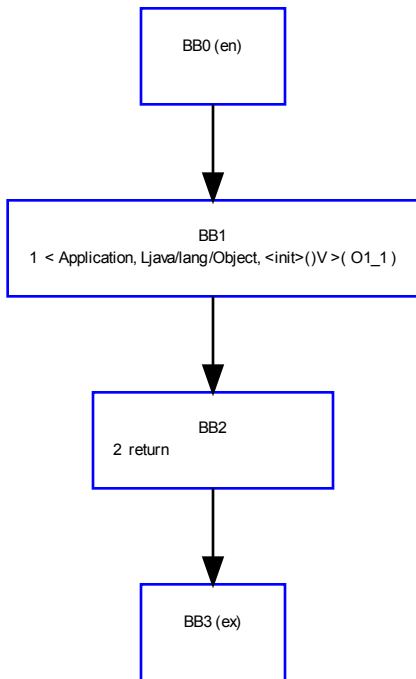 BB0 (en)
BB1
1 < Application, Ljava/lang/Object, <init>()V >( O1_1 )
BB2
2 return
BB3 (ex)